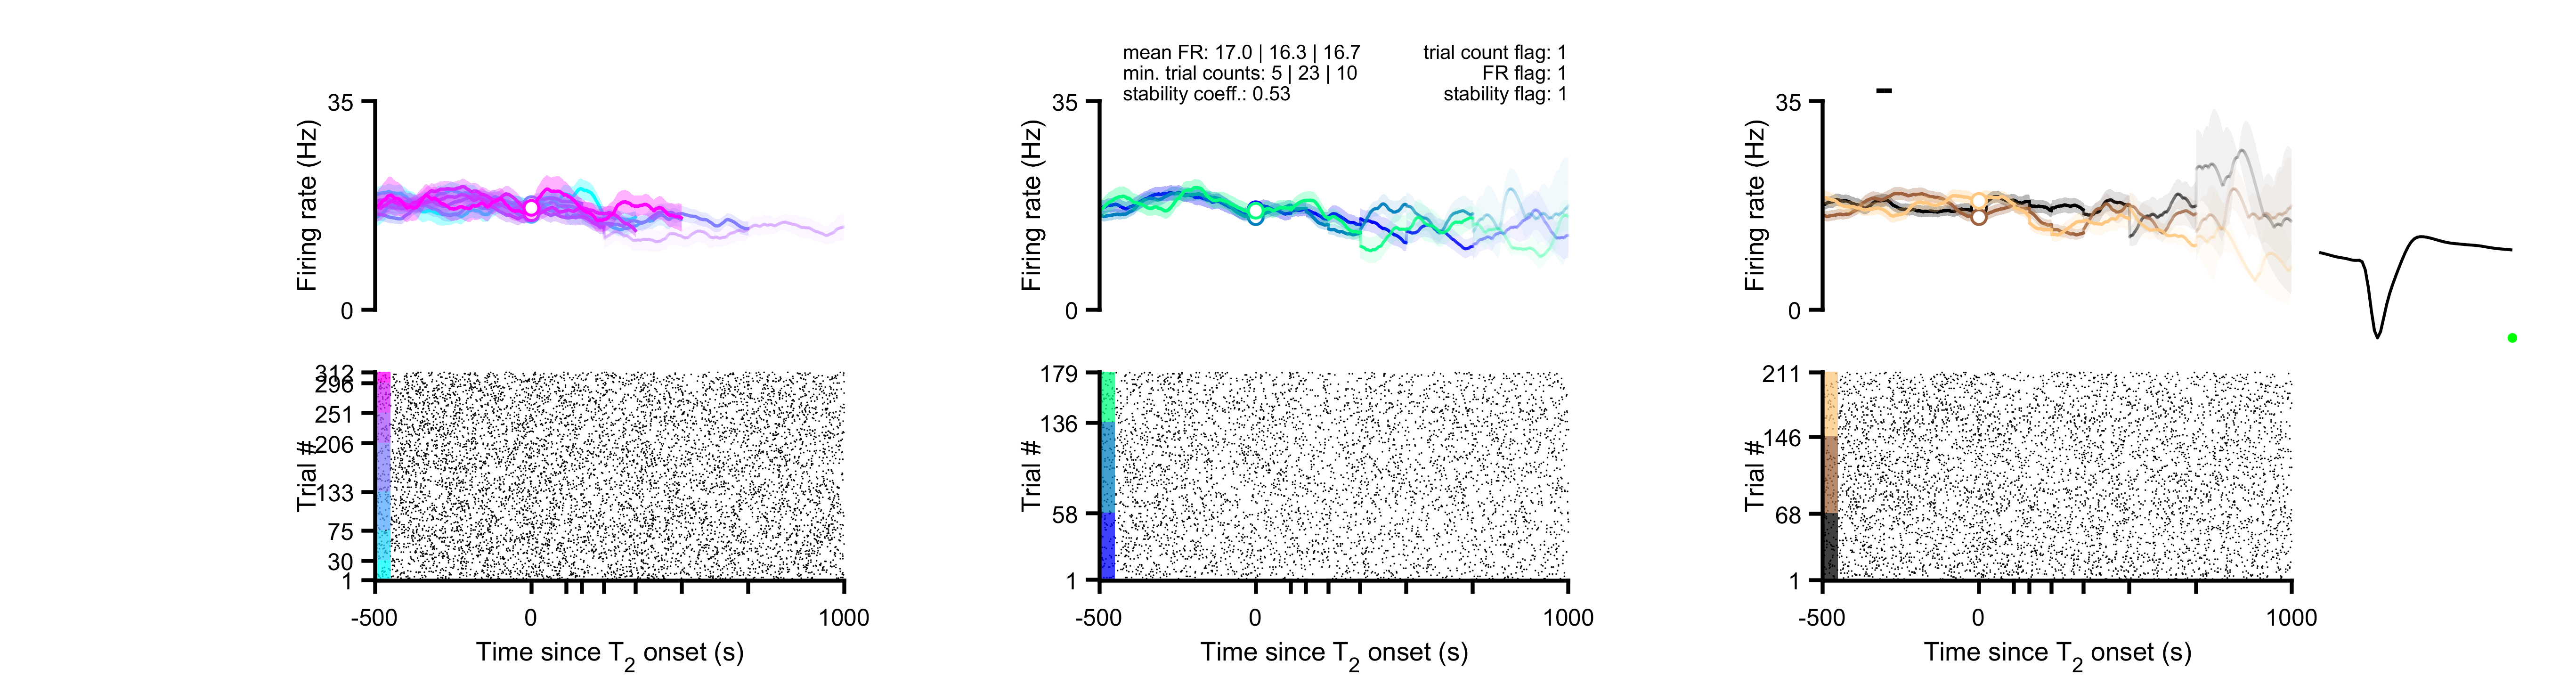 mean FR: 17.0 | 16.3 | 16.7
min. trial counts: 5 | 23 | 10
stability coeff.: 0.53
trial count flag: 1
FR flag: 1
stability flag: 1
35
Firing rate (Hz)
0
312
296
251
206
133
75
30
1
Trial #
-500
0
1000
Time since T2 onset (s)
35
Firing rate (Hz)
0
179
136
58
1
Trial #
-500
0
1000
Time since T2 onset (s)
35
Firing rate (Hz)
0
211
146
68
1
Trial #
-500
0
1000
Time since T2 onset (s)